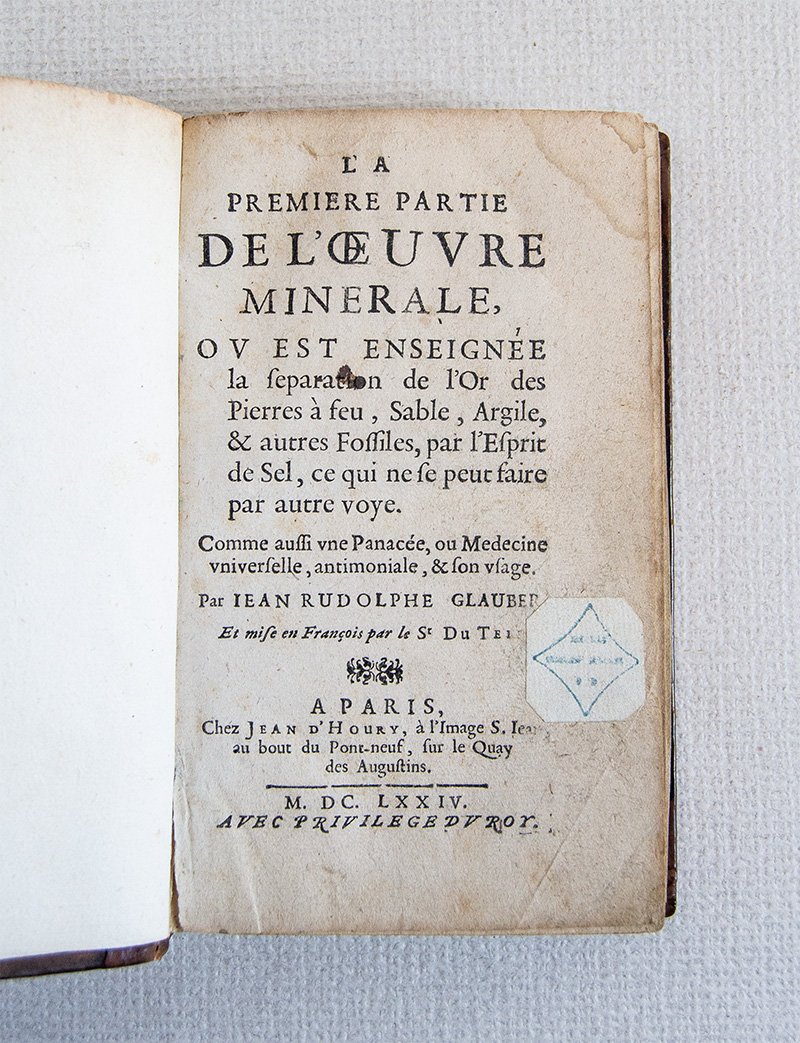 LA
PREMIERE PARTIE
DE L'ŒUVRE
MINERALE,
OV EST ENSEIGNÉE
la ſeparation de l'Or des
Pierres à feu, Sable, Argile,
& autres Foſſiles, par l'Eſprit
de Sel, ce qui ne ſe peut faire
par autre voye.
Comme auſſi vne Panacée, ou Medecine
vniverſelle, antimoniale, & ſon vſage.
Par IEAN RUDOLPHE GLAUBER
Et miſe en François par le Sr Du
A PARIS,
Chez JEAN D'HOURY, à l'Image S. Iean
au bout du Pont-neuf, ſur le Quay
des Auguſtins.
M. DC. LXXIV.
AVEC PRIVILEGE DV ROY.